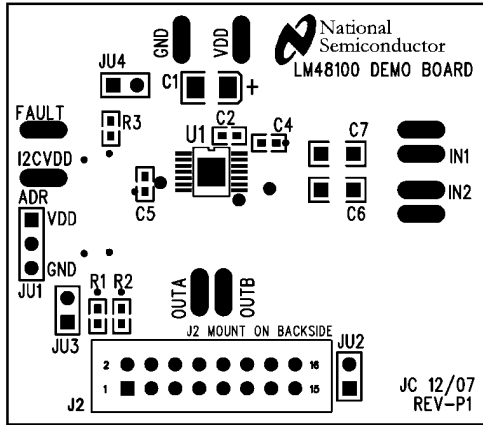 National
Semiconductor
LM48100 DEMO BOARD
GND
VDD
JU4
C1
+
FAULT
R3
U1
C2
C4
C7
I2CVDD
IN1
ADR
VDD
C5
IN2
C6
GND
JU1
R1 R2
OUTA
OUTB
JU3
J2 MOUNT ON BACKSIDE
JU2
2 16
1 15
J2
JC 12/07
REV-P1